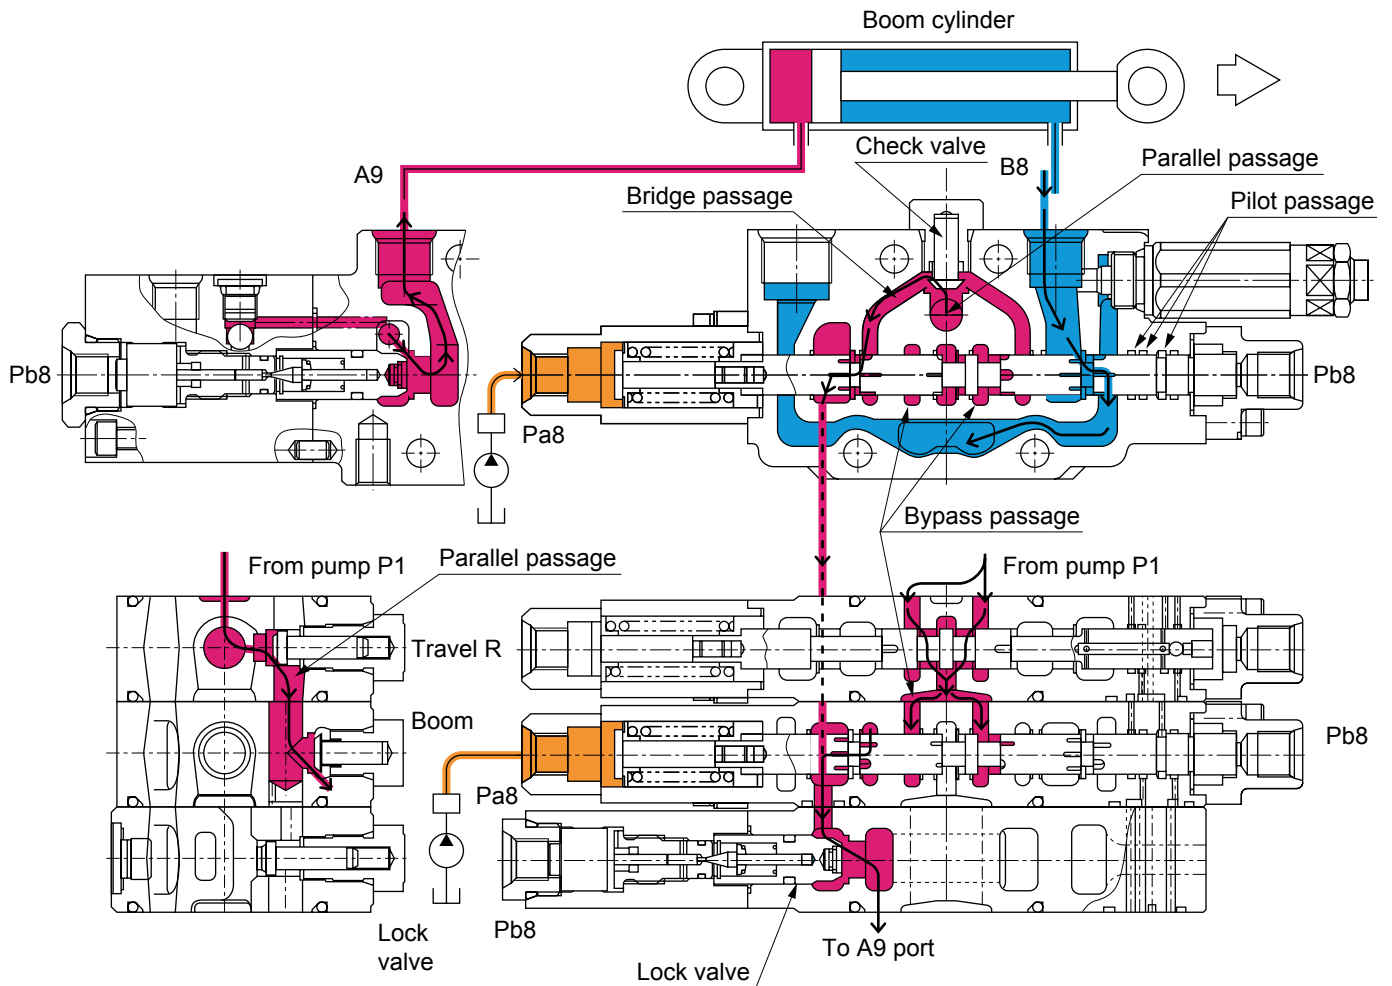 Boom cylinder
Check valve
B8
Parallel passage
A9
Bridge passage
Pilot passage
Pb8
Pa8
Pb8
Bypass passage
From pump P1
Parallel passage
From pump P1
Travel R
Boom
Pb8
Pa8
Lock
valve
Pb8
Lock valve
To A9 port